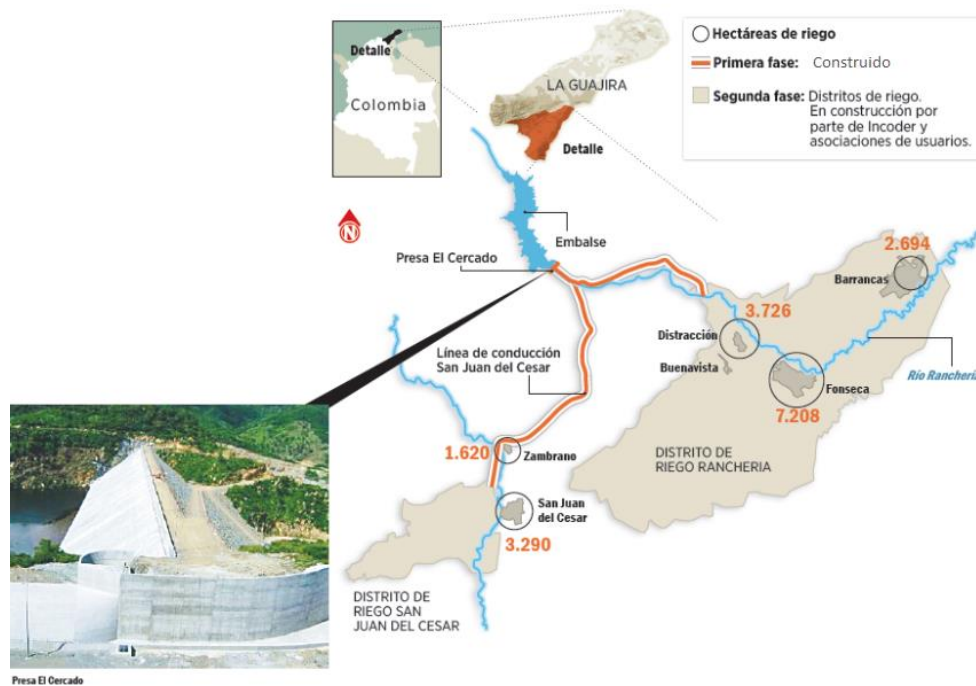 Detalle
Colombia
LA GUAJIRA
Detalle
Hectáreas de riego
Primera fase: Construido
Segunda fase: Distritos de riego.
En construcción por
parte de Incoder y
asociaciones de usuarios.
N
Embalse
Presa El Cercado
2.694
Barrancas
3.726
Distracción
Buenavista
Río Ranchería
Fonseca
7.208
Línea de conducción
San Juan del Cesar
1.620
Zambrano
DISTRITO DE
RIEGO RANCHERIA
San Juan
del Cesar
3.290
DISTRITO DE
RIEGO SAN
JUAN DEL CESAR
Presa El Cercado